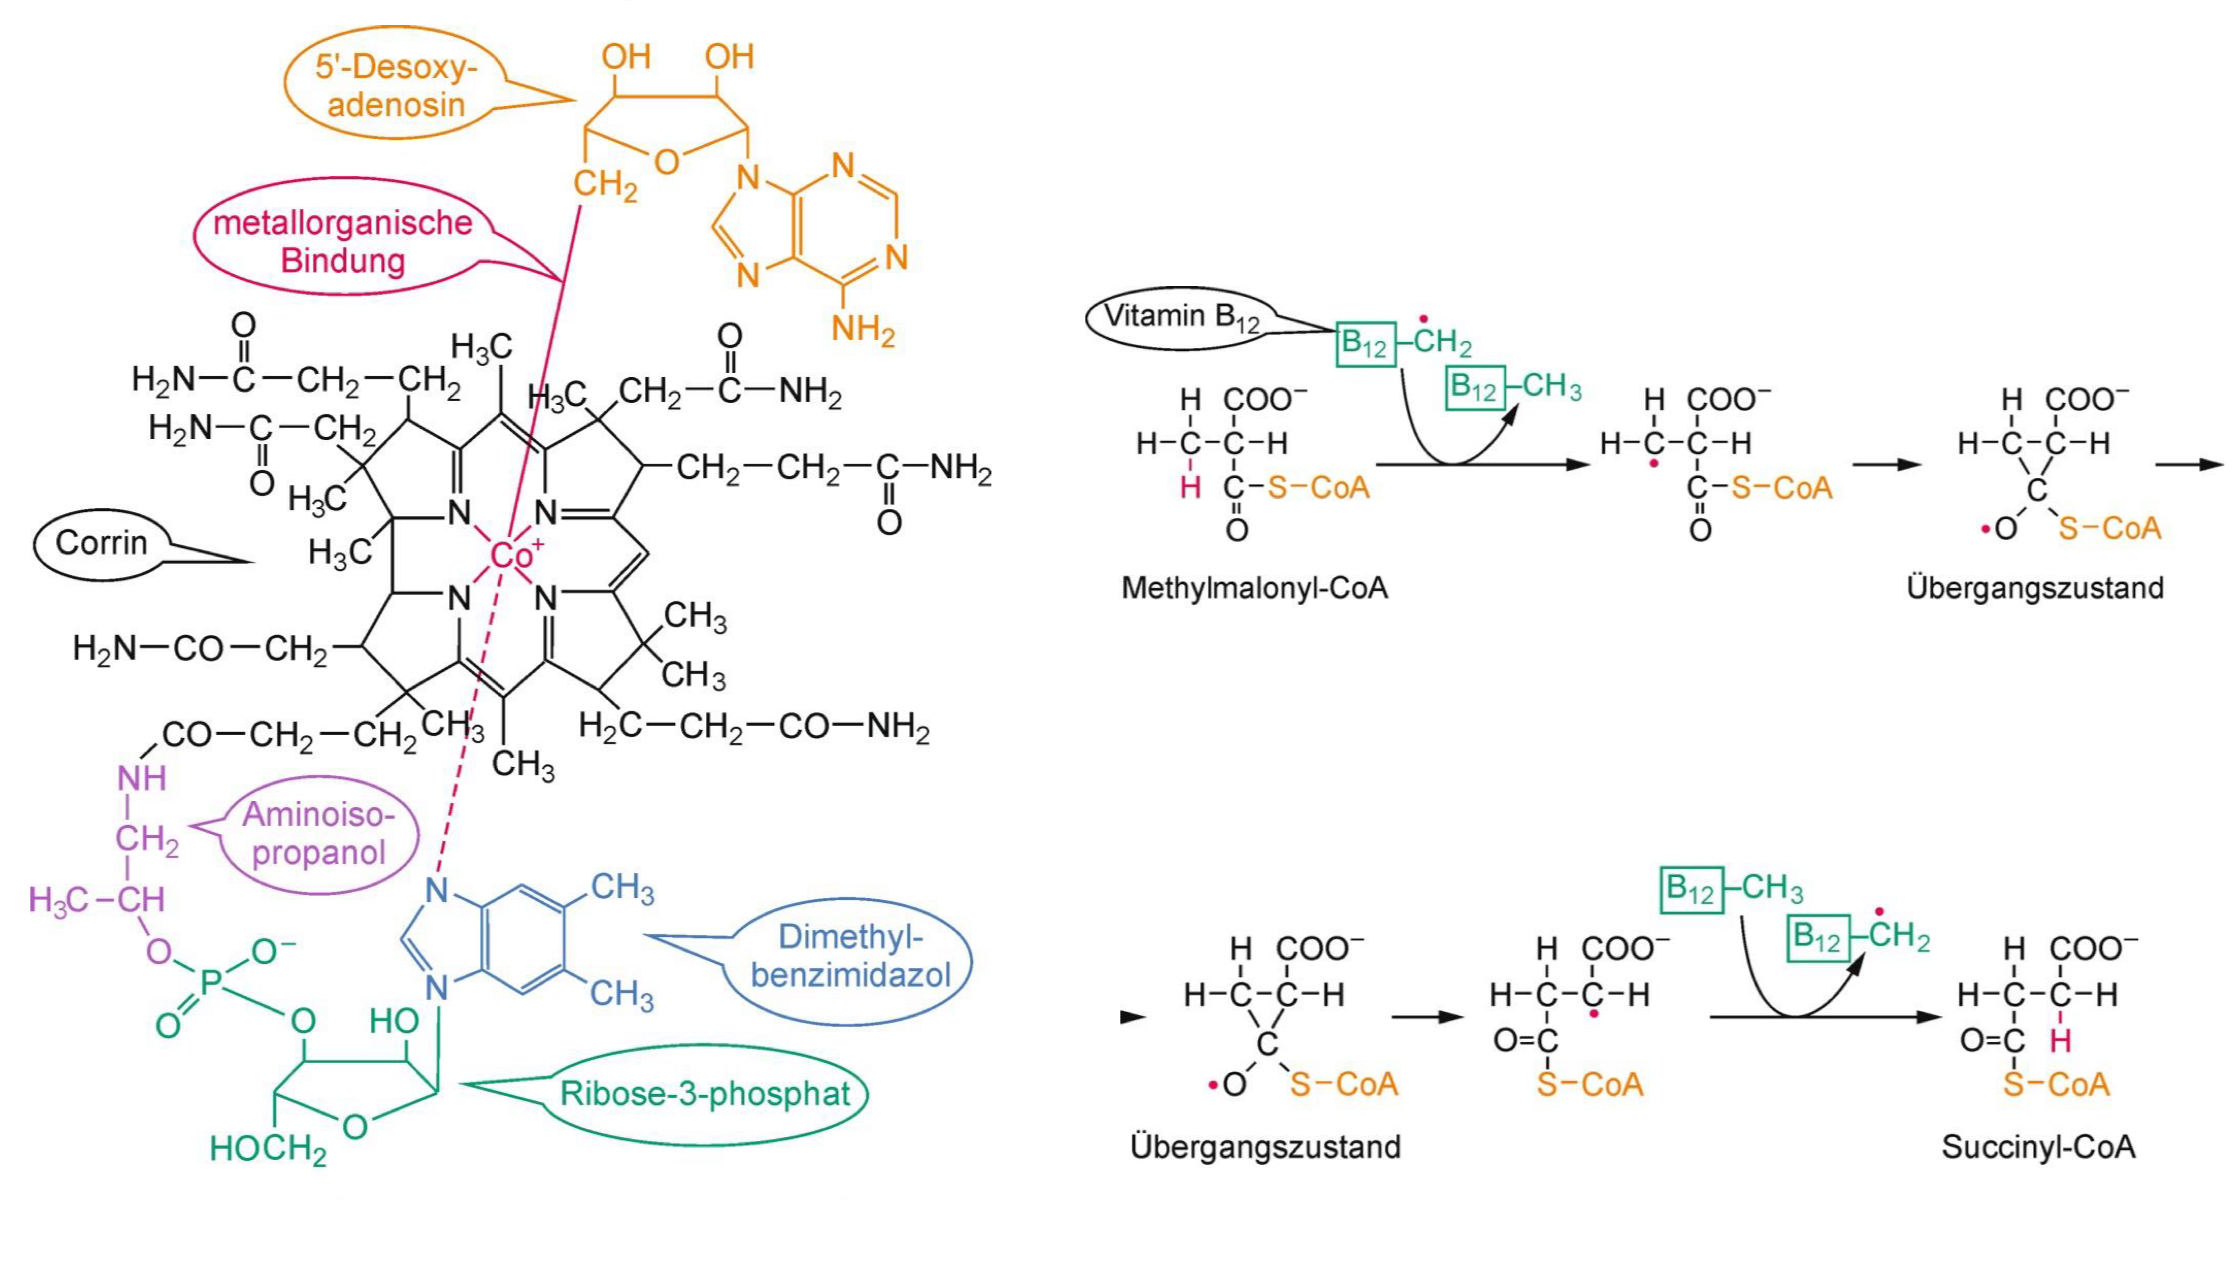 5'-Desoxy-
adenosin
OH OH
O
CH₂
N N
N N
NH₂
metallorganische
Bindung
O
H₂N–C–CH₂–CH₂
H₃C
H₃C CH₂–C–NH₂
O
H₂N–C–CH₂
O
H₃C
CH₂–CH₂–C–NH₂
O
Corrin
H₃C
N N
Co⁺
N N
CH₃
CH₃
H₂N–CO–CH₂
CO–CH₂–CH₂
CH₃
CH₃
H₂C–CH₂–CO–NH₂
NH
CH₂
H₃C–CH
O
Aminoiso-
propanol
O⁻
P
O
O
HO
O
HOCH₂
N
N
CH₃
CH₃
Dimethyl-
benzimidazol
Ribose-3-phosphat
Vitamin B₁₂
B₁₂–ĊH₂
B₁₂–CH₃
H COO⁻
H–C–C–H
H C–S–CoA
O
Methylmalonyl-CoA
H COO⁻
H–C–C–H
•
C–S–CoA
O
H COO⁻
H–C–C–H
C
•O S–CoA
Übergangszustand
H COO⁻
H–C–C–H
C
•O S–CoA
Übergangszustand
H COO⁻
H–C–C–H
•
O=C
S–CoA
B₁₂–CH₃
B₁₂–ĊH₂
H COO⁻
H–C–C–H
O=C H
S–CoA
Succinyl-CoA